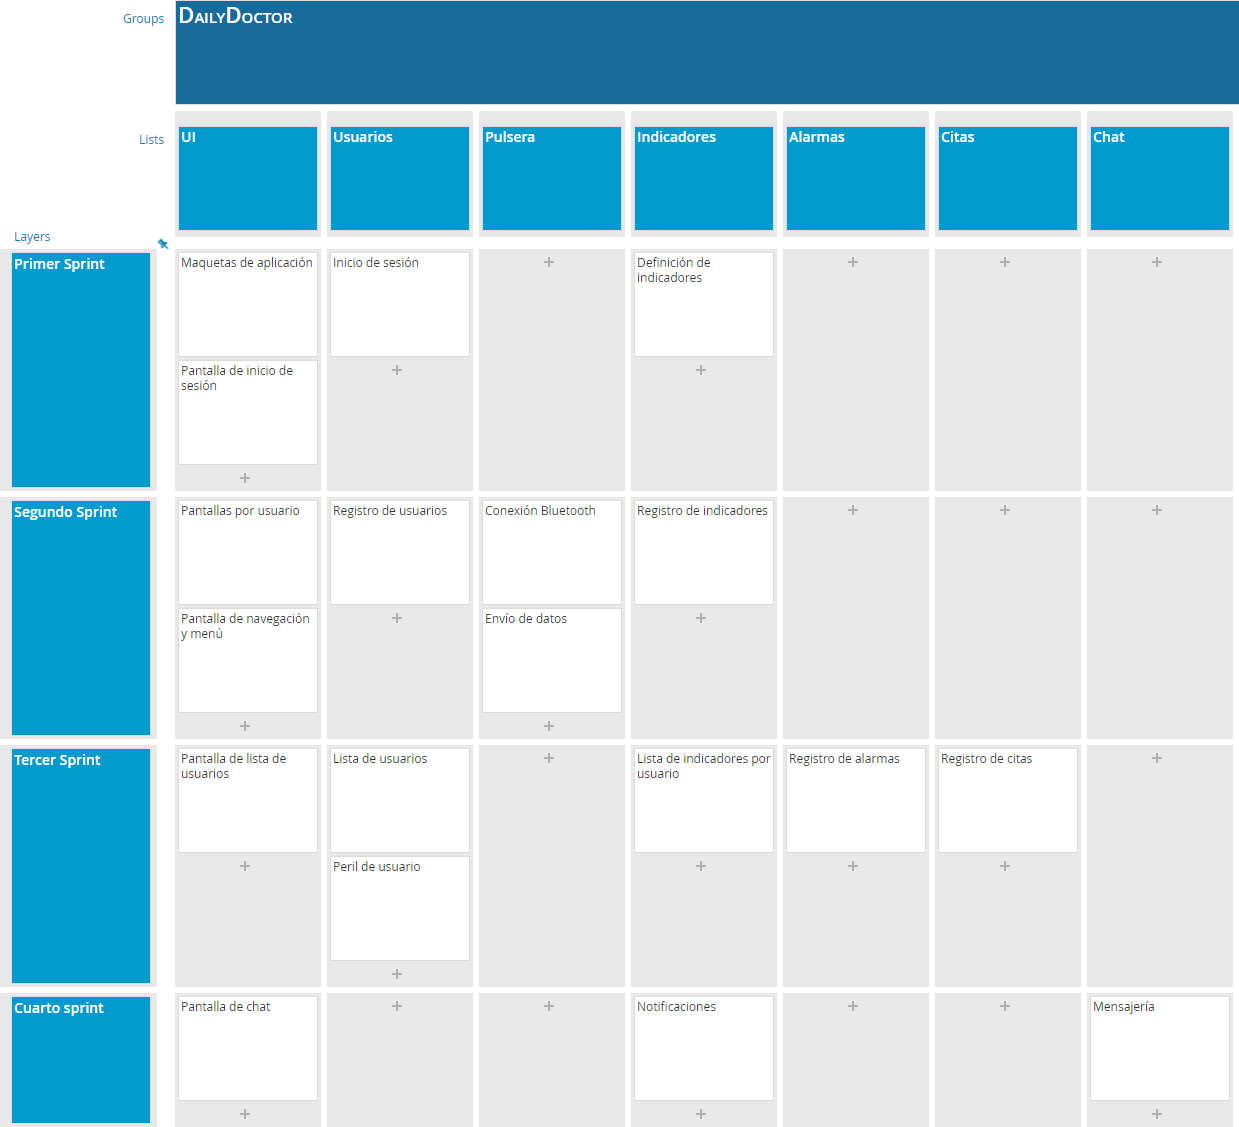 Groups
DAILYDOCTOR
Lists
UI
Usuarios
Pulsera
Indicadores
Alarmas
Citas
Chat
Layers
Primer Sprint
Maquetas de aplicación
Inicio de sesión
+
Definición de
indicadores
+
+
+
Pantalla de inicio de
sesión
+
+
+
Segundo Sprint
Pantallas por usuario
Registro de usuarios
Conexión Bluetooth
Registro de indicadores
+
+
+
Pantalla de navegación
y menú
+
Envío de datos
+
+
+
Tercer Sprint
Pantalla de lista de
usuarios
Lista de usuarios
+
Lista de indicadores por
usuario
Registro de alarmas
Registro de citas
+
+
Peril de usuario
+
+
+
+
Cuarto sprint
Pantalla de chat
+
+
Notificaciones
+
+
Mensajería
+
+
+